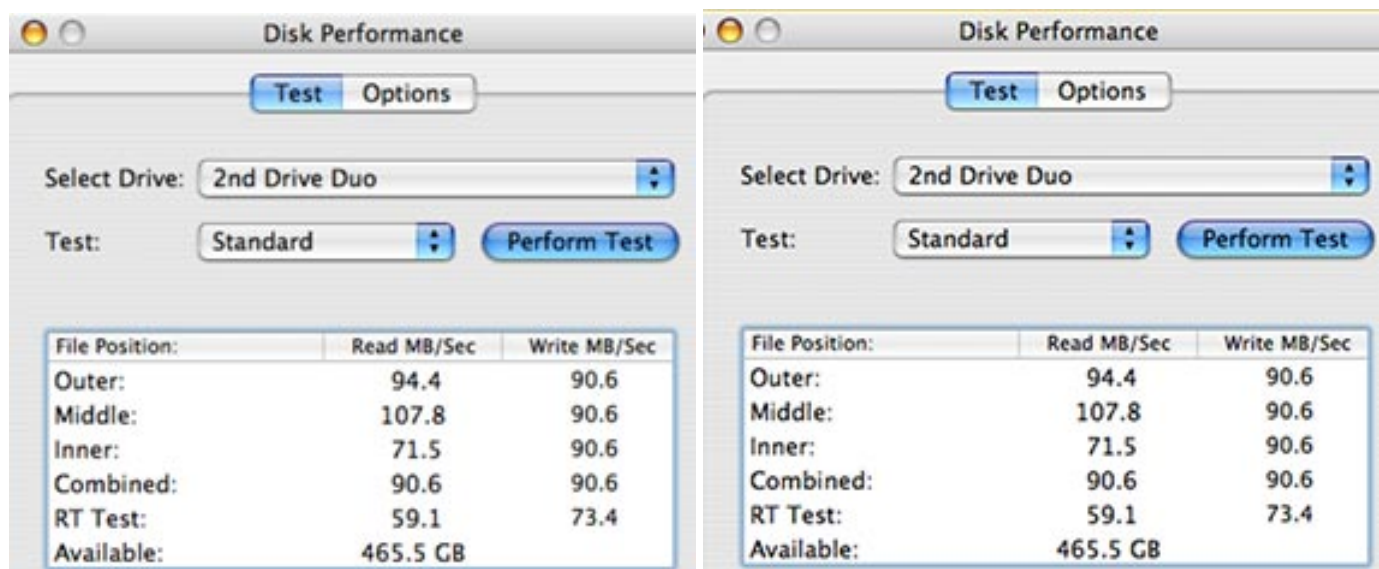 Disk Performance
Test Options
Select Drive: 2nd Drive Duo
Test: Standard Perform Test
File Position: Read MB/Sec Write MB/Sec
Outer: 94.4 90.6
Middle: 107.8 90.6
Inner: 71.5 90.6
Combined: 90.6 90.6
RT Test: 59.1 73.4
Available: 465.5 GB
Disk Performance
Test Options
Select Drive: 2nd Drive Duo
Test: Standard Perform Test
File Position: Read MB/Sec Write MB/Sec
Outer: 94.4 90.6
Middle: 107.8 90.6
Inner: 71.5 90.6
Combined: 90.6 90.6
RT Test: 59.1 73.4
Available: 465.5 GB